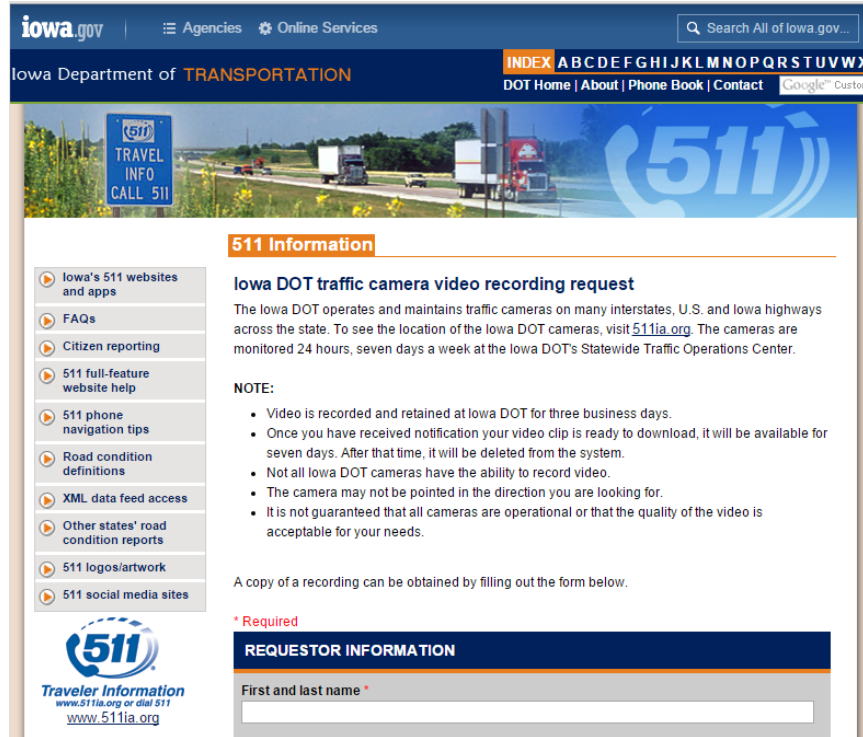 iowa.gov
Agencies
Online Services
Search All of Iowa.gov...
Iowa Department of TRANSPORTATION
INDEX A B C D E F G H I J K L M N O P Q R S T U V W X
DOT Home | About | Phone Book | Contact
Google™ Custo
511
TRAVEL
INFO
CALL 511
511
511 Information
Iowa's 511 websites
and apps
FAQs
Citizen reporting
511 full-feature
website help
511 phone
navigation tips
Road condition
definitions
XML data feed access
Other states' road
condition reports
511 logos/artwork
511 social media sites
511
Traveler Information
www.511ia.org or dial 511
www.511ia.org
Iowa DOT traffic camera video recording request
The Iowa DOT operates and maintains traffic cameras on many interstates, U.S. and Iowa highways
across the state. To see the location of the Iowa DOT cameras, visit 511ia.org. The cameras are
monitored 24 hours, seven days a week at the Iowa DOT's Statewide Traffic Operations Center.
NOTE:
• Video is recorded and retained at Iowa DOT for three business days.
• Once you have received notification your video clip is ready to download, it will be available for
seven days. After that time, it will be deleted from the system.
• Not all Iowa DOT cameras have the ability to record video.
• The camera may not be pointed in the direction you are looking for.
• It is not guaranteed that all cameras are operational or that the quality of the video is
acceptable for your needs.
A copy of a recording can be obtained by filling out the form below.
* Required
REQUESTOR INFORMATION
First and last name *